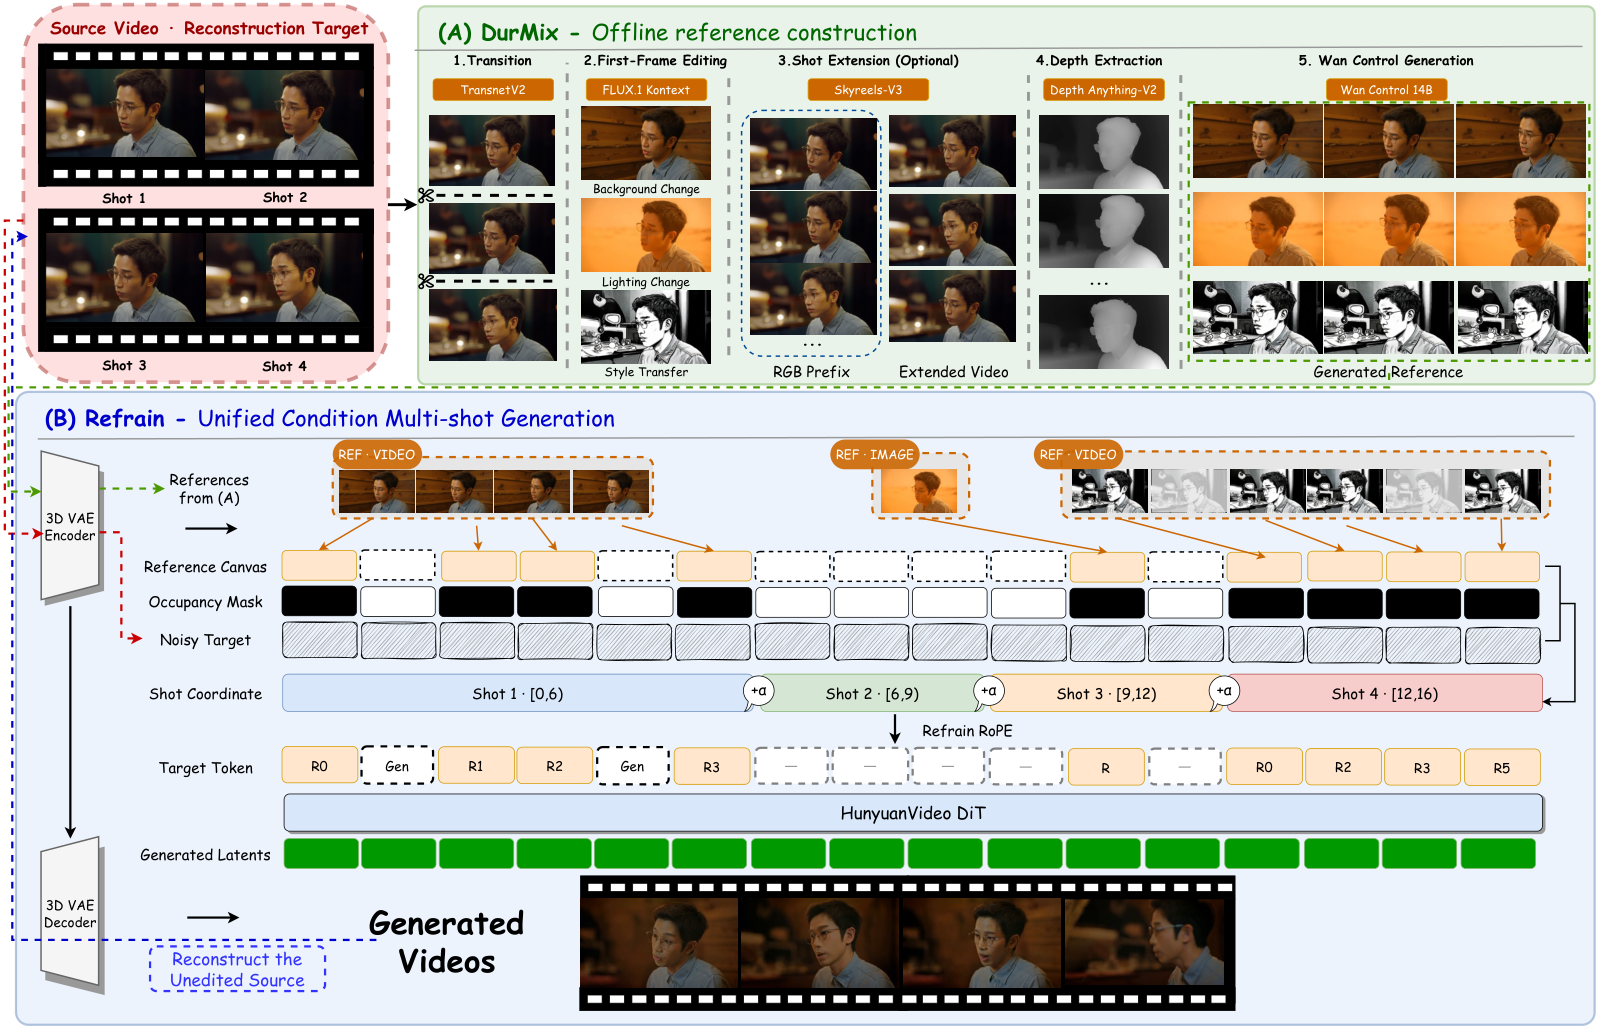 Source Video · Reconstruction Target
Shot 1
Shot 2
Shot 3
Shot 4
(A) DurMix - Offline reference construction
1.Transition
2.First-Frame Editing
3.Shot Extension (Optional)
4.Depth Extraction
5. Wan Control Generation
TransnetV2
FLUX.1 Kontext
Skyreels-V3
Depth Anything-V2
Wan Control 14B
Background Change
Lighting Change
Style Transfer
...
RGB Prefix
Extended Video
...
Generated Reference
(B) Refrain - Unified Condition Multi-shot Generation
3D VAE
Encoder
References
from (A)
REF · VIDEO
REF · IMAGE
REF · VIDEO
Reference Canvas
Occupancy Mask
Noisy Target
Shot Coordinate
Shot 1 · [0,6)
+α
Shot 2 · [6,9)
+α
Shot 3 · [9,12)
+α
Shot 4 · [12,16)
Refrain RoPE
Target Token
R0
Gen
R1
R2
Gen
R3
—
—
—
—
R
—
R0
R2
R3
R5
HunyuanVideo DiT
Generated Latents
3D VAE
Decoder
Generated
Videos
Reconstruct the
Unedited Source